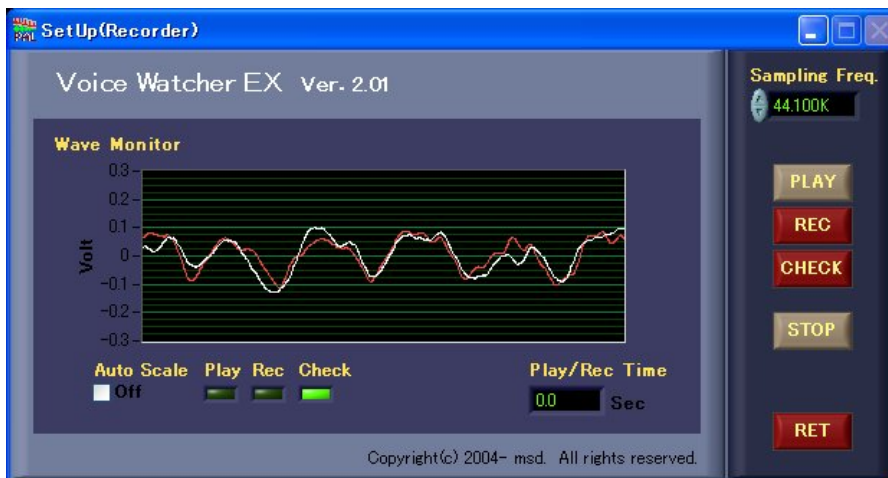 SetUp(Recorder)
Voice Watcher EX Ver. 2.01
Sampling Freq.
44.100K
Wave Monitor
0.3
0.2
0.1
0
-0.1
-0.2
-0.3
Volt
Auto Scale Play Rec Check
Off
Play/Rec Time
0.0 Sec
PLAY
REC
CHECK
STOP
RET
Copyright(c) 2004- msd. All rights reserved.